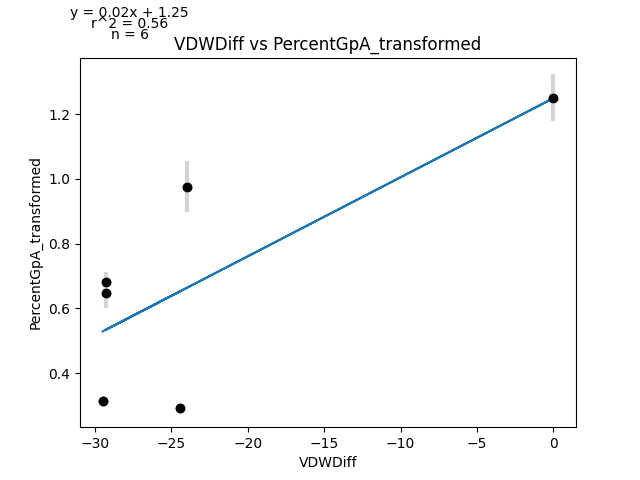 y = 0.02x + 1.25
r^2 = 0.56
n = 6
VDWDiff vs PercentGpA_transformed
PercentGpA_transformed
1.2
1.0
0.8
0.6
0.4
−30
−25
−20
−15
−10
−5
0
VDWDiff